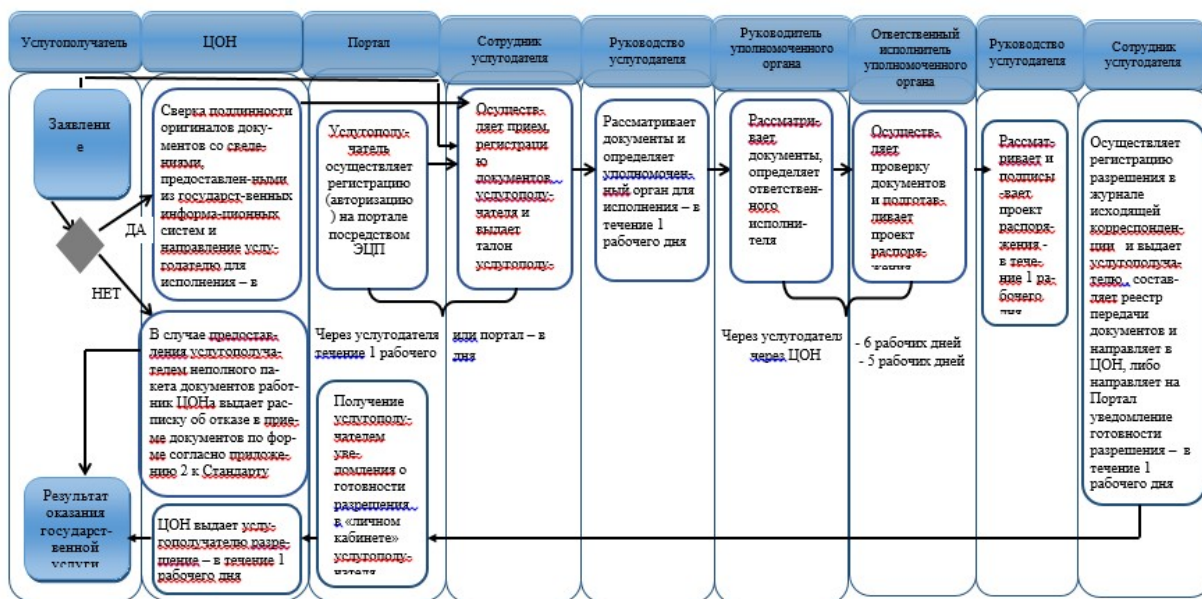 Услугополучатель
ЦОН
Портал
Сотрудник
услугодателя
Руководство
услугодателя
Руководитель
уполномоченного
органа
Ответственный
исполнитель
уполномоченного
органа
Руководство
услугодателя
Сотрудник
услугодателя
Заявлени
е
ДА
НЕТ
Сверка подлинности
оригиналов доку-
ментов со сведе-
ниями,
предоставлен-ными
из государст-венных
информа-ционных
систем и
направление услу-
годателю для
исполнения – в
Услугополу-
чатель
осуществляет
регистрацию
(авторизацию
) на портале
посредством
ЭЦП
Осуществ-
ляет прием,
регистраци
ю
документов
услугополу-
чателя и
выдает
талон
услугополу-
Рассматривает
документы и
определяет
уполномочен-
ный орган для
исполнения – в
течение 1
рабочего дня
Рассматри-
вает
документы,
определяет
ответствен-
ного
исполни-
теля
Осуществ-
ляет
проверку
документов
и подготав-
ливает
проект
распоря-
жения
Рассмат-
ривает и
подписы
-вает
проект
распоря-
жения -
в тече-
ние 1 ра-
бочего
дня
Осуществляет
регистрацию
разрешения в
журнале
исходящей
корреспонден-
ции и выдает
услугополуча-
телю, состав-
ляет реестр
передачи
документов и
направляет в
ЦОН, либо
направляет на
Портал
уведомление
готовности
разрешения – в
течение 1
рабочего дня
В случае предостав-
ления услугополуча-
телем неполного па-
кета документов работ-
ник ЦОНа выдает рас-
писку об отказе в прие-
ме документов по фор-
ме согласно приложе-
нию 2 к Стандарту
Через услугодателя или портал – в
течение 1 рабочего дня
Через услугодател
через ЦОН
- 6 рабочих дней
- 5 рабочих дней
Получение
услугополу-
чателем
уве-
домления о
готовности
разрешения
в «личном
кабинете»
услугополу-
чателя
Результат
оказания
государст-
венной
услуги
ЦОН выдает услу-
гополучателю разре-
шение – в течение 1
рабочего дня